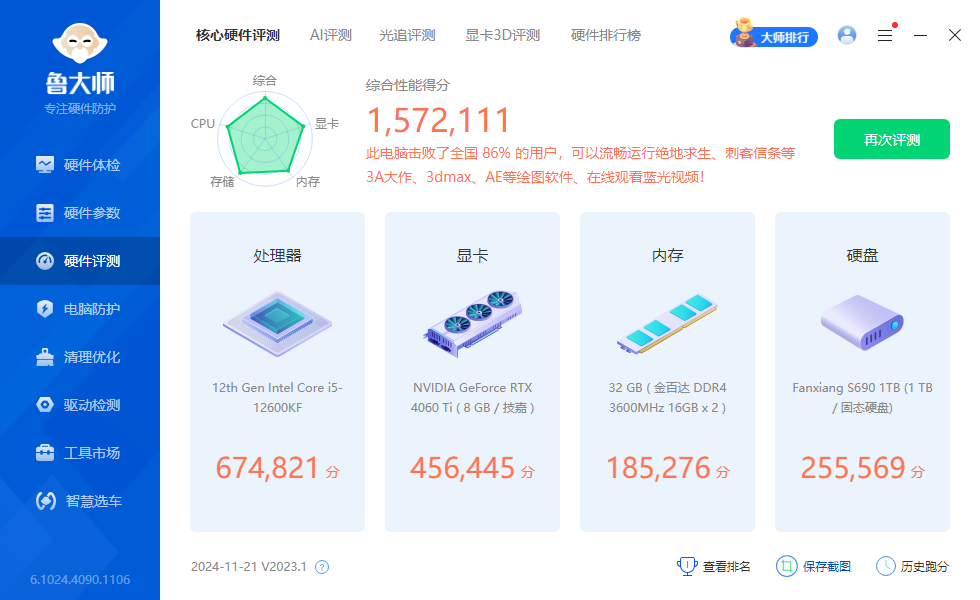 鲁大师
专注硬件防护
硬件体检
硬件参数
硬件评测
电脑防护
清理优化
驱动检测
工具市场
智慧选车
6.1024.4090.1106
核心硬件评测 AI评测 光追评测 显卡3D评测 硬件排行榜
大师排行
综合
CPU
显卡
存储
内存
综合性能得分
1,572,111
此电脑击败了全国 86% 的用户，可以流畅运行绝地求生、刺客信条等
3A大作、3dmax、AE等绘图软件、在线观看蓝光视频！
再次评测
处理器
12th Gen Intel Core i5-
12600KF
674,821 分
显卡
NVIDIA GeForce RTX
4060 Ti ( 8 GB / 技嘉 )
456,445 分
内存
32 GB ( 金百达 DDR4
3600MHz 16GB x 2 )
185,276 分
硬盘
Fanxiang S690 1TB (1 TB
/ 固态硬盘)
255,569 分
2024-11-21 V2023.1 ?
查看排名 保存截图 历史跑分